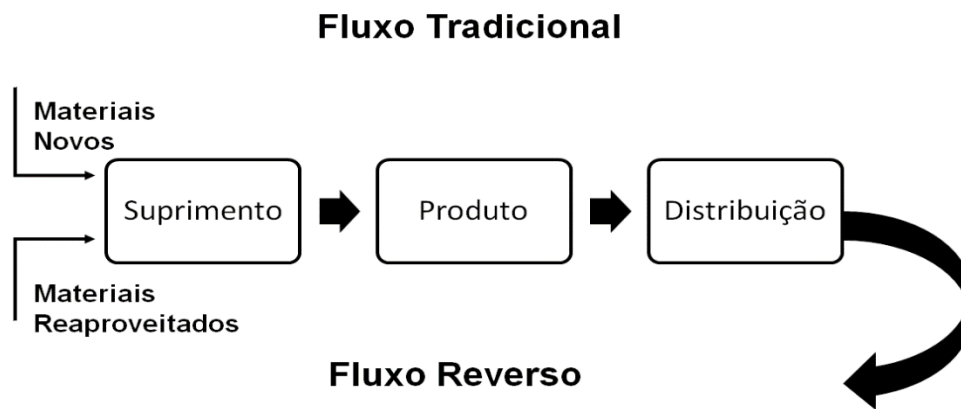 Fluxo Tradicional
Materiais
Novos
Suprimento
Produto
Distribuição
Materiais
Reaproveitados
Fluxo Reverso